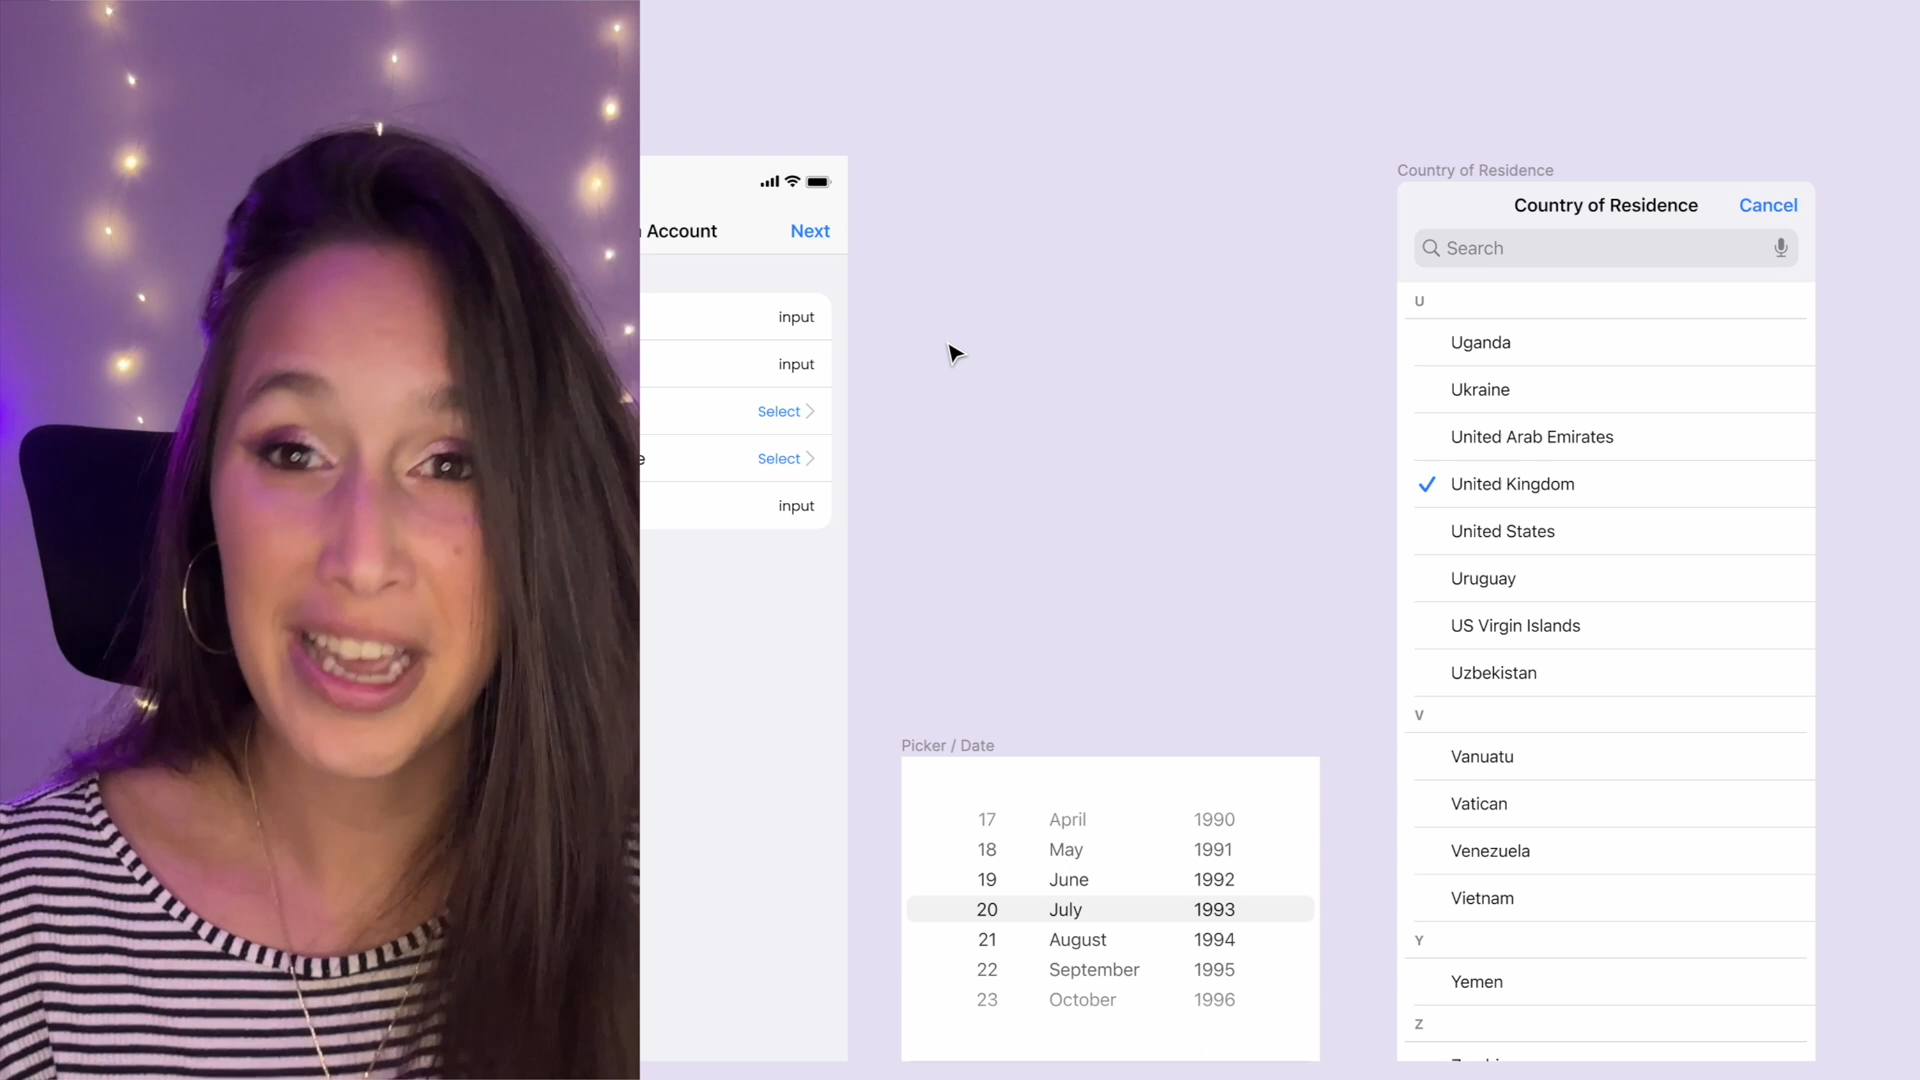 Account
Next
input
input
Select
e
Select
input
Picker / Date
17 April 1990
18 May 1991
19 June 1992
20 July 1993
21 August 1994
22 September 1995
23 October 1996
Country of Residence
Country of Residence
Cancel
Search
U
Uganda
Ukraine
United Arab Emirates
United Kingdom
United States
Uruguay
US Virgin Islands
Uzbekistan
V
Vanuatu
Vatican
Venezuela
Vietnam
Y
Yemen
Z